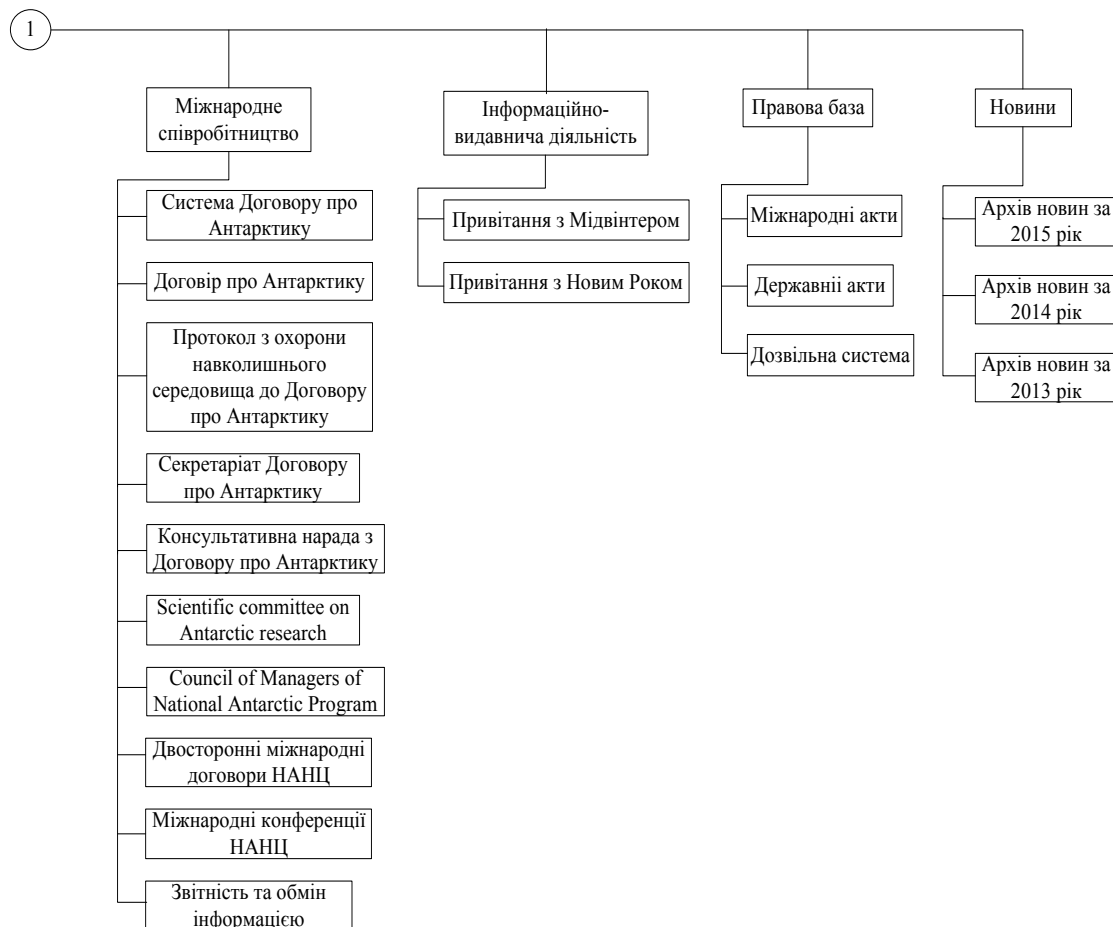 1
Міжнародне
співробітництво
Система Договору про
Антарктику
Договір про Антарктику
Протокол з охорони
навколишнього
середовища до Договору
про Антарктику
Секретаріат Договору
про Антарктику
Консультативна нарада з
Договору про Антарктику
Scientific committee on
Antarctic research
Council of Managers of
National Antarctic Program
Двосторонні міжнародні
договори НАНЦ
Міжнародні конференції
НАНЦ
Звітність та обмін
інформацією
Інформаційно-
видавнича діяльність
Привітання з Мідвінтером
Привітання з Новим Роком
Правова база
Міжнародні акти
Державніі акти
Дозвільна система
Новини
Архів новин за
2015 рік
Архів новин за
2014 рік
Архів новин за
2013 рік